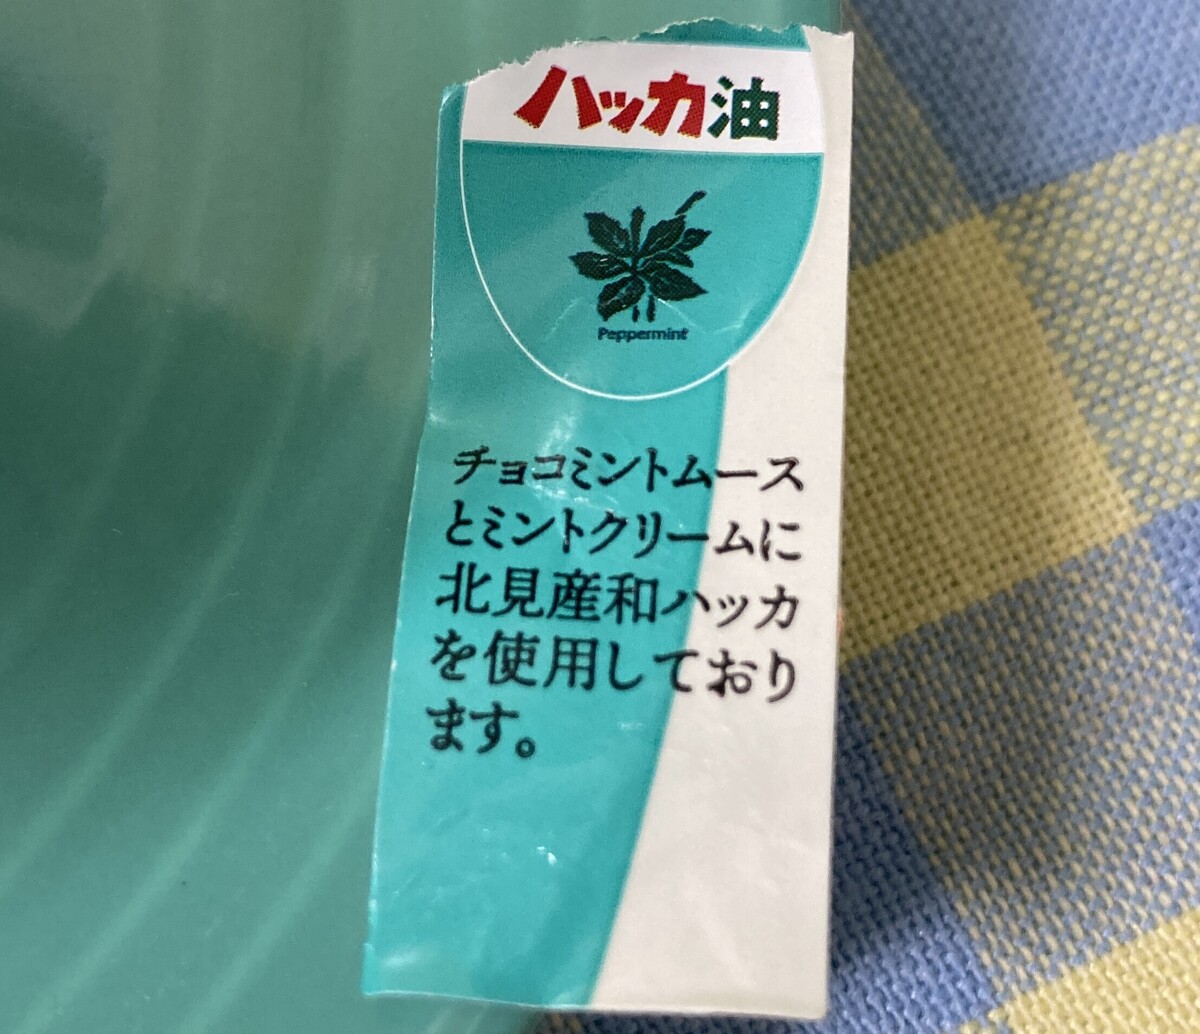 ハッカ油
Peppermint
チョコミントムース
とミントクリームに
北見産和ハッカ
を使用しており
ます。